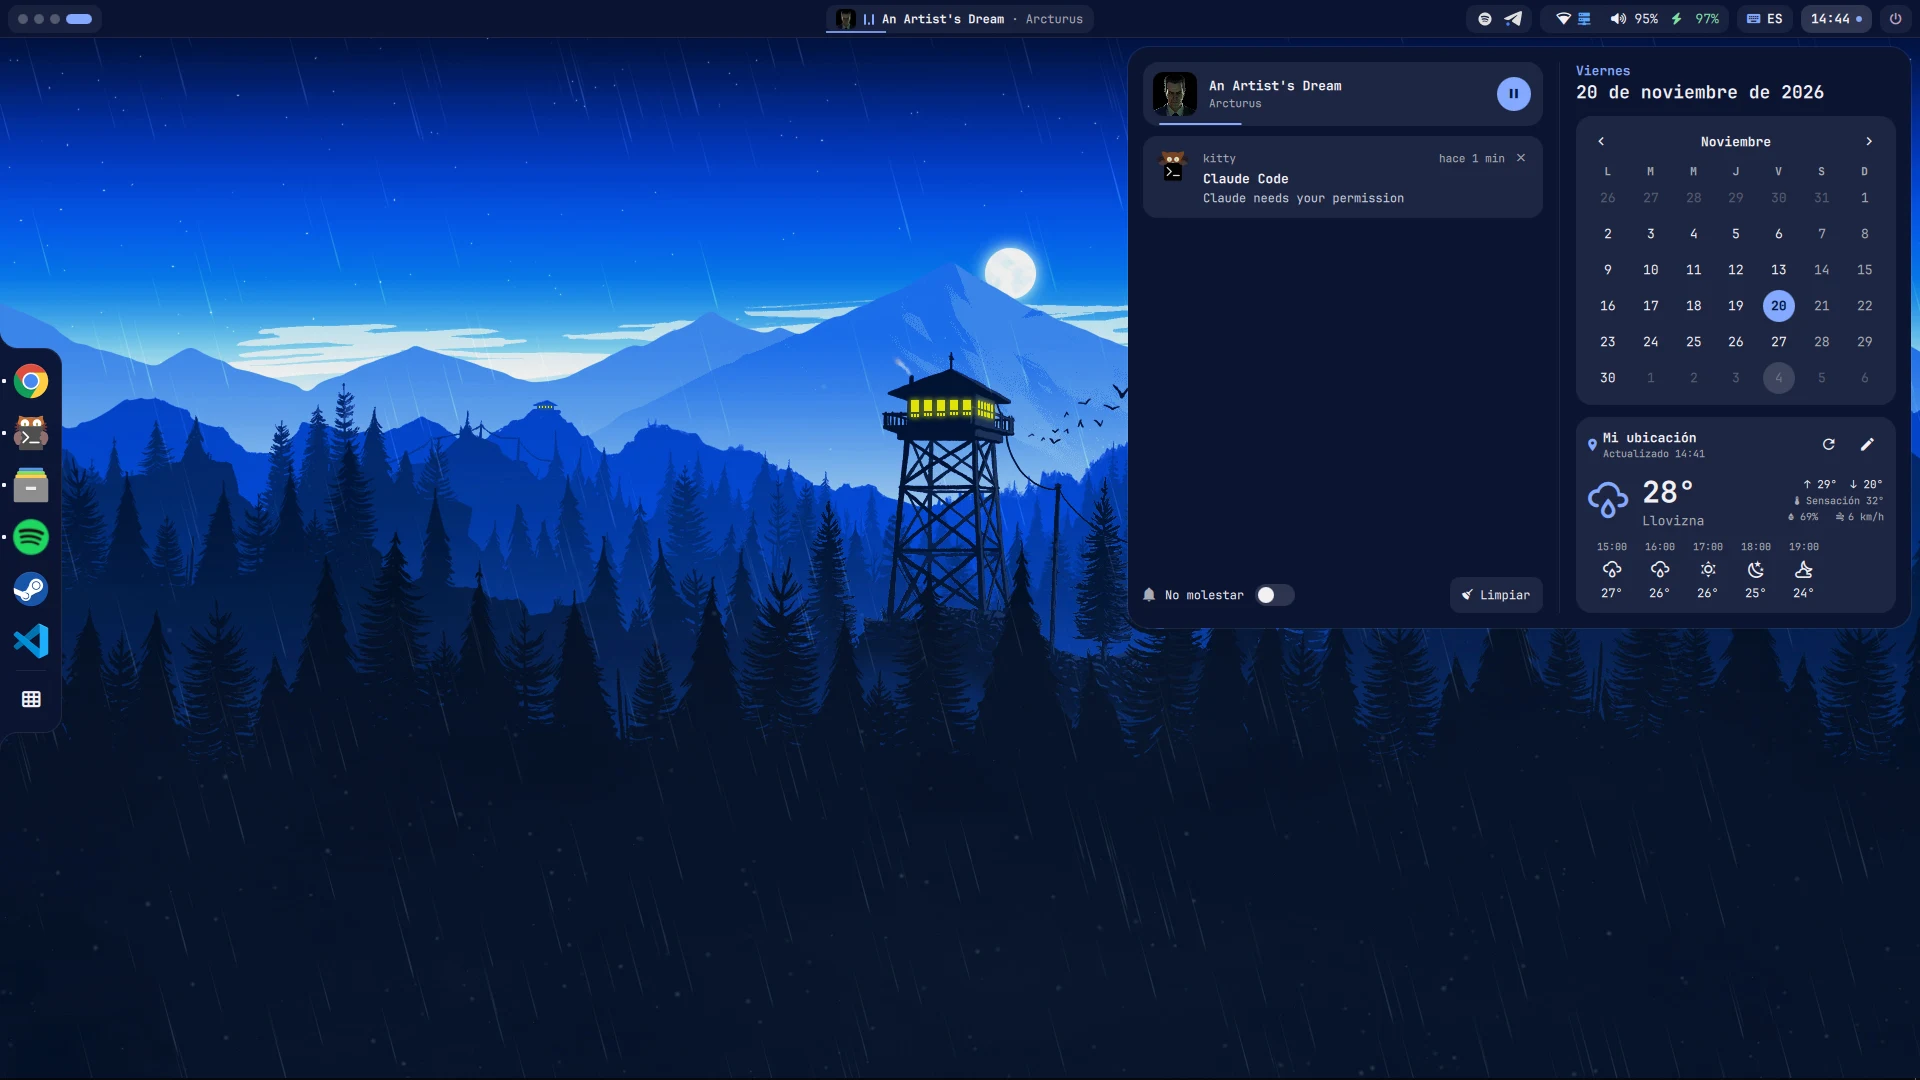 An Artist's Dream · Arcturus
95%
97%
ES
14:44
An Artist's Dream
Arcturus
kitty
hace 1 min
Claude Code
Claude needs your permission
No molestar
Limpiar
Viernes
20 de noviembre de 2026
Noviembre
L M M J V S D
26 27 28 29 30 31 1
2 3 4 5 6 7 8
9 10 11 12 13 14 15
16 17 18 19 20 21 22
23 24 25 26 27 28 29
30 1 2 3 4 5 6
Mi ubicación
Actualizado 14:41
28°
Llovizna
↑ 29° ↓ 20°
Sensación 32°
69% 6 km/h
15:00 16:00 17:00 18:00 19:00
27° 26° 26° 25° 24°